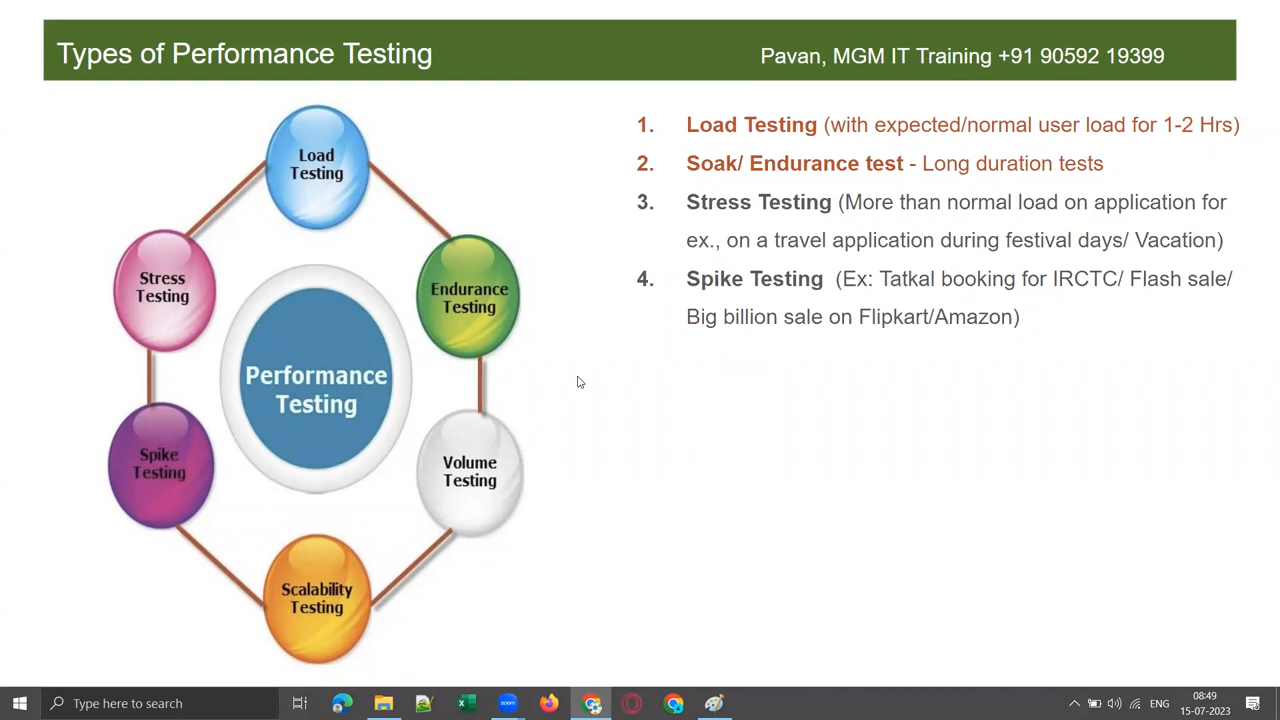 Types of Performance Testing
Pavan, MGM IT Training +91 90592 19399
Load
Testing
Stress
Testing
Endurance
Testing
Performance
Testing
Spike
Testing
Volume
Testing
Scalability
Testing
1. Load Testing (with expected/normal user load for 1-2 Hrs)
2. Soak/ Endurance test - Long duration tests
3. Stress Testing (More than normal load on application for
ex., on a travel application during festival days/ Vacation)
4. Spike Testing (Ex: Tatkal booking for IRCTC/ Flash sale/
Big billion sale on Flipkart/Amazon)
Type here to search
zoom
ENG
08:49
15-07-2023